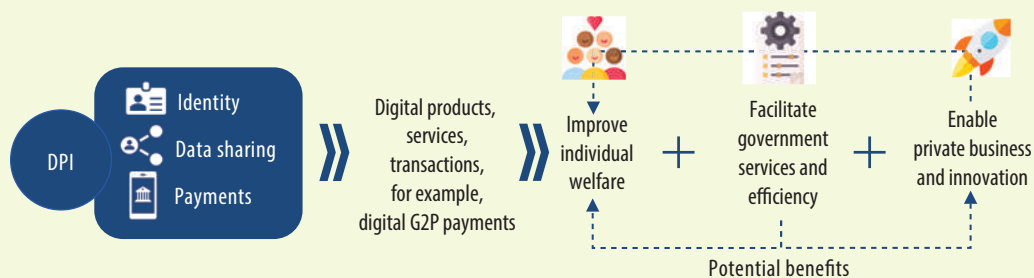 DPI
Identity
Data sharing
Payments
Digital products,
services,
transactions,
for example,
digital G2P payments
Improve
individual
welfare
+
Facilitate
government
services and
efficiency
+
Enable
private business
and innovation
Potential benefits